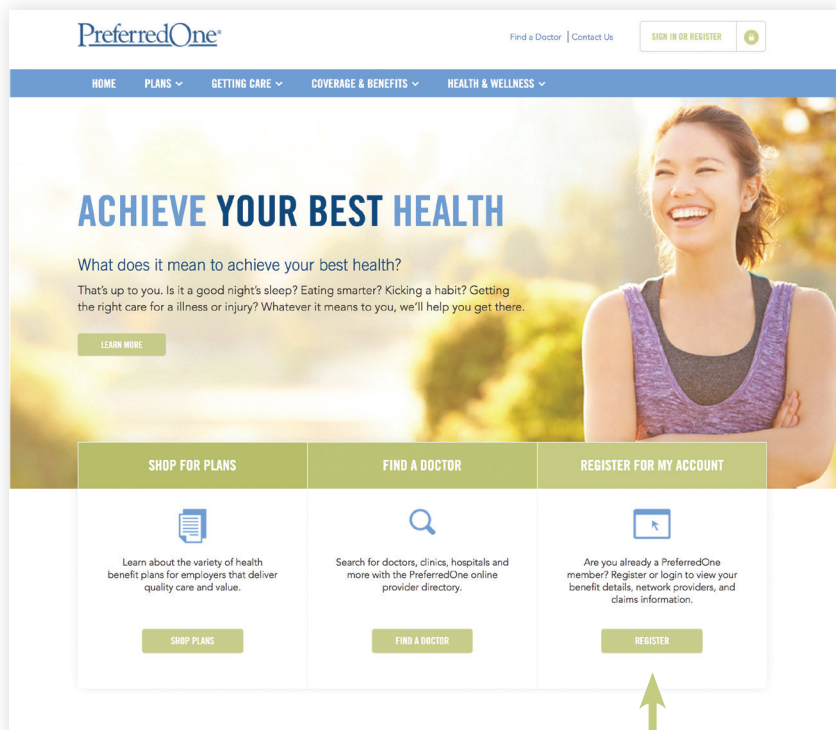 PreferredOne®
Find a Doctor | Contact Us
SIGN IN OR REGISTER
HOME PLANS GETTING CARE COVERAGE & BENEFITS HEALTH & WELLNESS
ACHIEVE YOUR BEST HEALTH
What does it mean to achieve your best health?
That's up to you. Is it a good night's sleep? Eating smarter? Kicking a habit? Getting
the right care for a illness or injury? Whatever it means to you, we'll help you get there.
LEARN MORE
SHOP FOR PLANS
Learn about the variety of health
benefit plans for employers that deliver
quality care and value.
SHOP PLANS
FIND A DOCTOR
Search for doctors, clinics, hospitals and
more with the PreferredOne online
provider directory.
FIND A DOCTOR
REGISTER FOR MY ACCOUNT
Are you already a PreferredOne
member? Register or login to view your
benefit details, network providers, and
claims information.
REGISTER